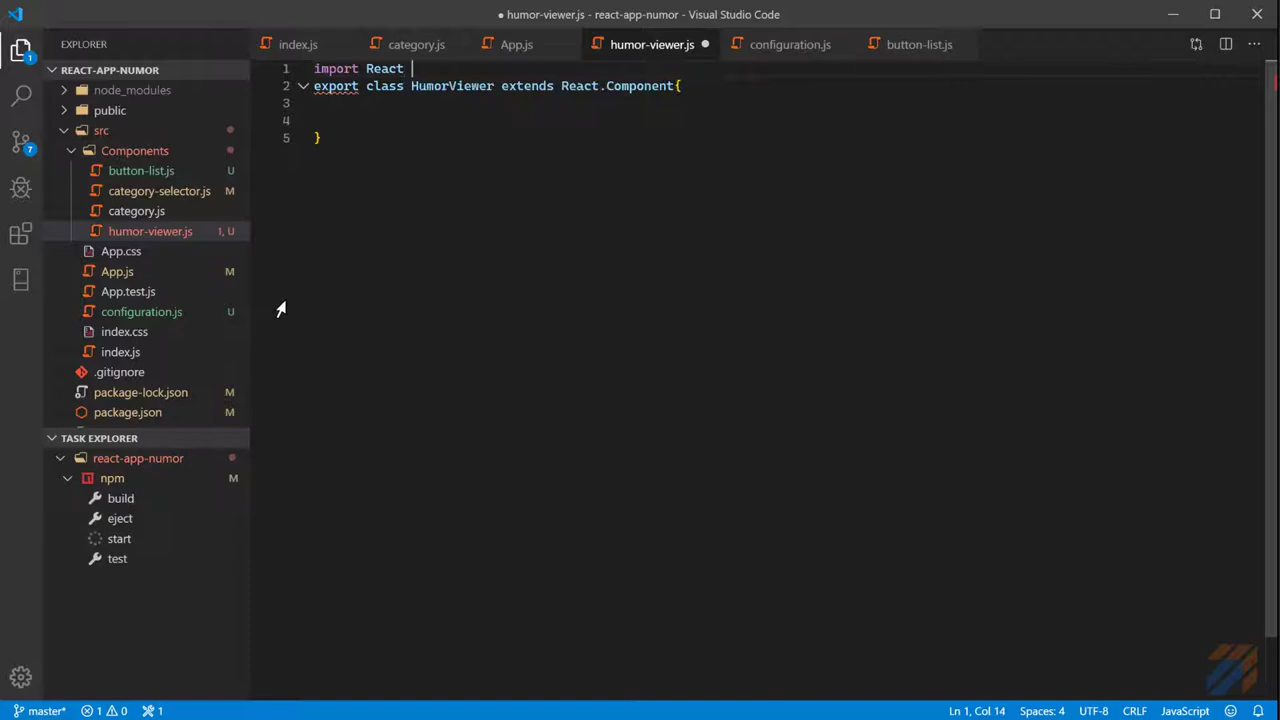 ● humor-viewer.js - react-app-numor - Visual Studio Code
EXPLORER
index.js
category.js
App.js
humor-viewer.js ●
configuration.js
button-list.js
REACT-APP-NUMOR
node_modules
public
src
Components
button-list.js U
category-selector.js M
category.js
humor-viewer.js 1, U
App.css
App.js M
App.test.js
configuration.js U
index.css
index.js
.gitignore
package-lock.json M
package.json M
TASK EXPLORER
react-app-numor
npm M
build
eject
start
test
1 import React
2 export class HumorViewer extends React.Component{
3
4
5 }
1
7
master* 1 0 1
Ln 1, Col 14 Spaces: 4 UTF-8 CRLF JavaScript